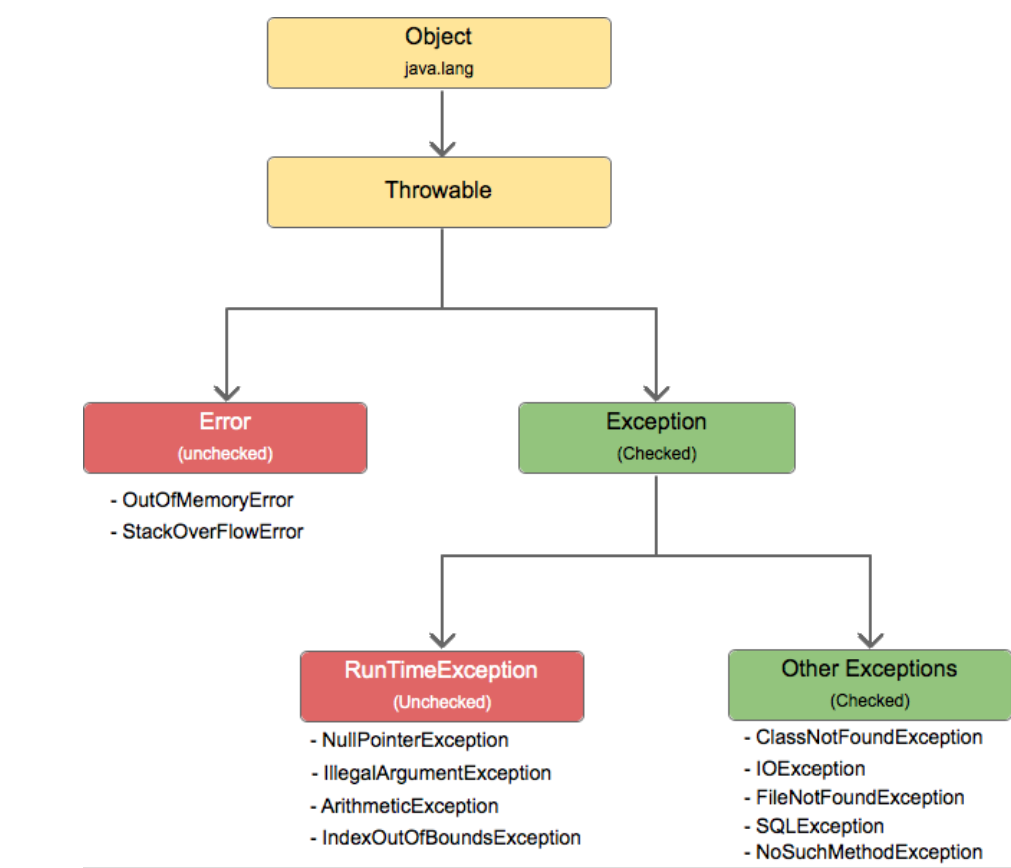 Object
java.lang
Throwable
Error
(unchecked)
- OutOfMemoryError
- StackOverFlowError
Exception
(Checked)
RunTimeException
(Unchecked)
- NullPointerException
- IllegalArgumentException
- ArithmeticException
- IndexOutOfBoundsException
Other Exceptions
(Checked)
- ClassNotFoundException
- IOException
- FileNotFoundException
- SQLException
- NoSuchMethodException